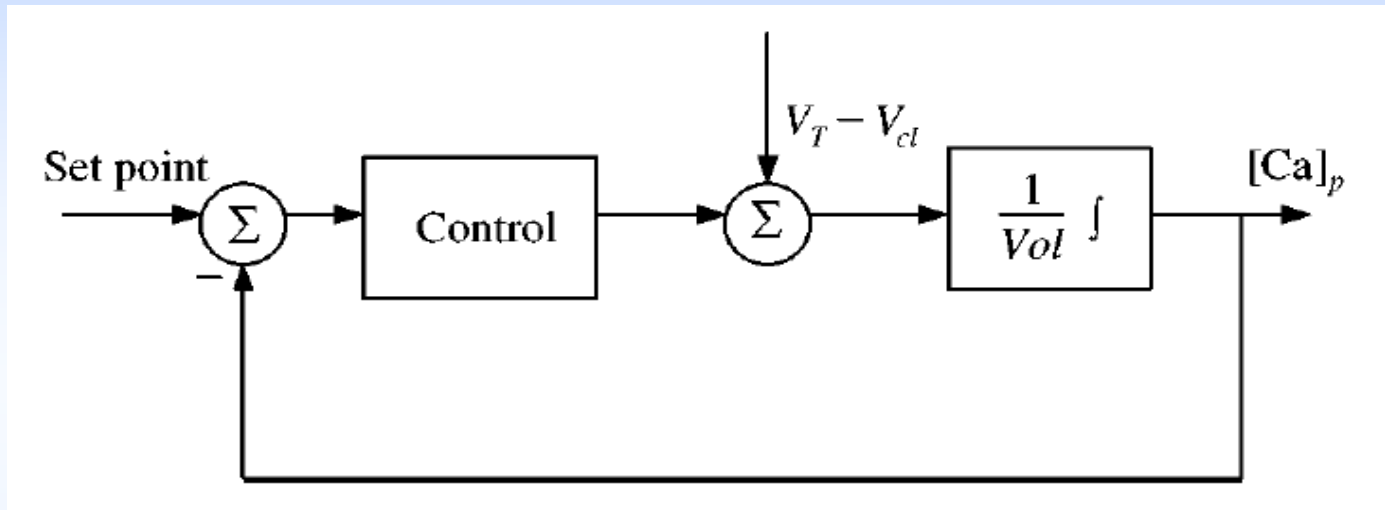 Set point
Σ
−
Control
V_T − V_cl
Σ
1/Vol ∫
[Ca]_p